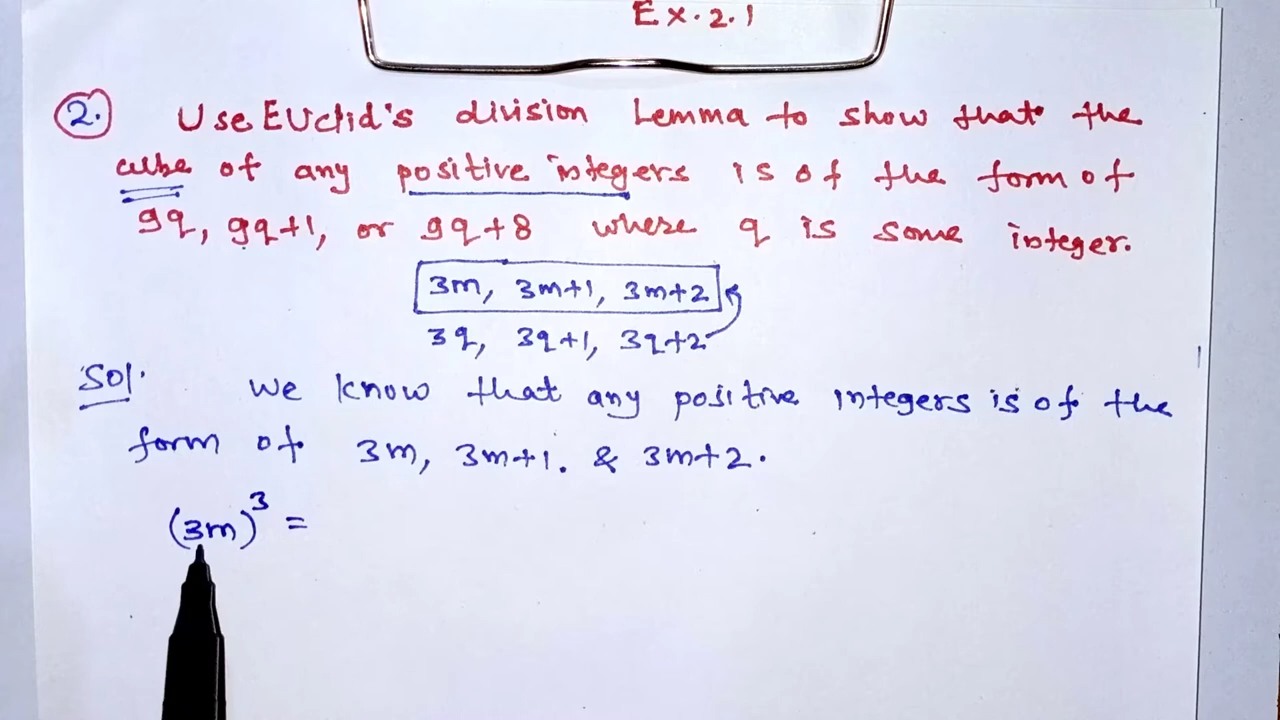 Ex. 2.1
2. Use Euclid's division Lemma to show that the
cube of any positive integers is of the form of
9q, 9q+1, or 9q+8 where q is some integer.
3m, 3m+1, 3m+2
3q, 3q+1, 3q+2
Sol. We know that any positive integers is of the
form of 3m, 3m+1. & 3m+2.
(3m)³ =